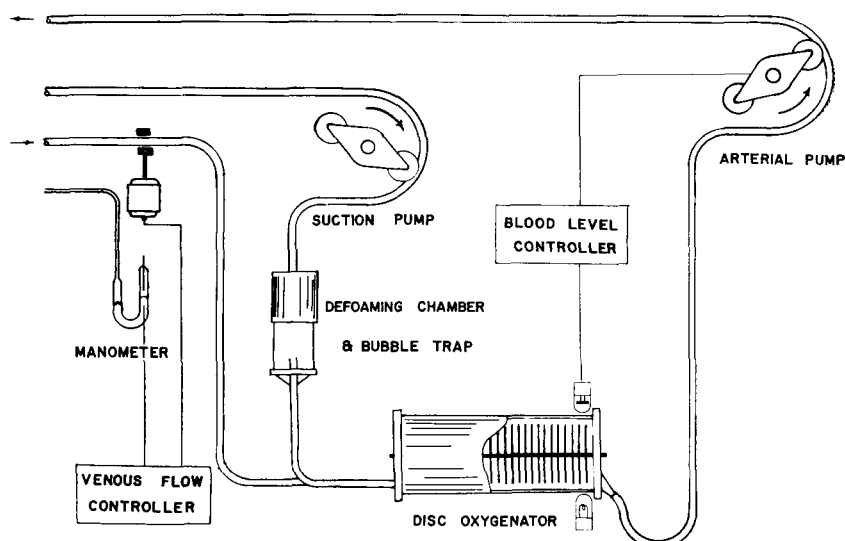 ARTERIAL PUMP
SUCTION PUMP
BLOOD LEVEL
CONTROLLER
DEFOAMING CHAMBER
& BUBBLE TRAP
MANOMETER
VENOUS FLOW
CONTROLLER
DISC OXYGENATOR